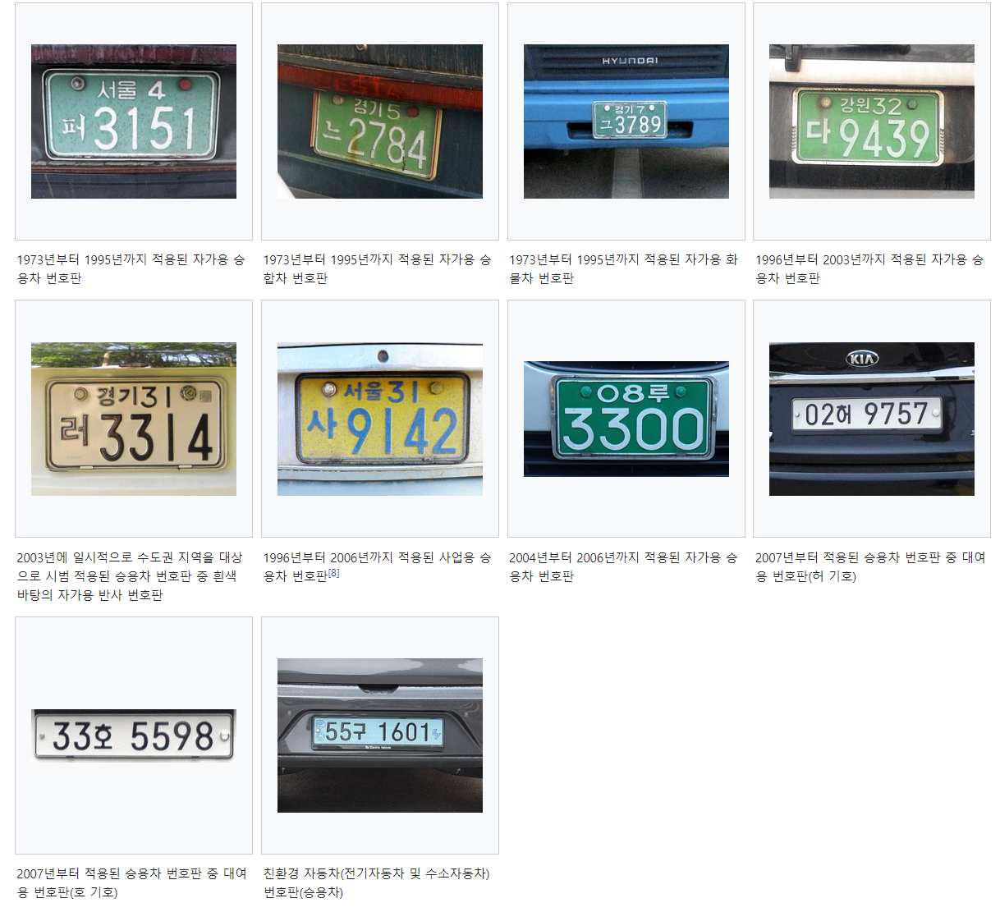 서울 4
퍼 3151
경기 5
느 2784
HYUNDAI
경기 7
그 3789
강원 32
다 9439
1973년부터 1995년까지 적용된 자가용 승
용차 번호판
1973년부터 1995년까지 적용된 자가용 승
합차 번호판
1973년부터 1995년까지 적용된 자가용 화
물차 번호판
1996년부터 2003년까지 적용된 자가용 승
용차 번호판
경기 31
러 3314
서울 31
사 9142
08루
3300
KIA
02허 9757
2003년에 일시적으로 수도권 지역을 대상
으로 시범 적용된 승용차 번호판 중 흰색
바탕의 자가용 반사 번호판
1996년부터 2006년까지 적용된 사업용 승
용차 번호판[8]
2004년부터 2006년까지 적용된 자가용 승
용차 번호판
2007년부터 적용된 승용차 번호판 중 대여
용 번호판(허 기호)
33호 5598
55구 1601
2007년부터 적용된 승용차 번호판 중 대여
용 번호판(호 기호)
친환경 자동차(전기자동차 및 수소자동차)
번호판(승용차)